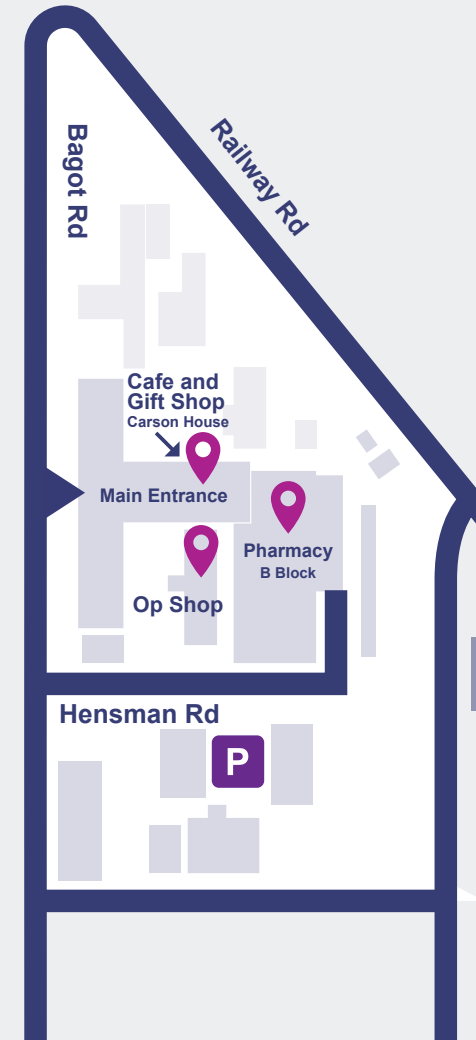 Bagot Rd
Railway Rd
Cafe and
Gift Shop
Carson House
Main Entrance
Pharmacy
B Block
Op Shop
Hensman Rd
P